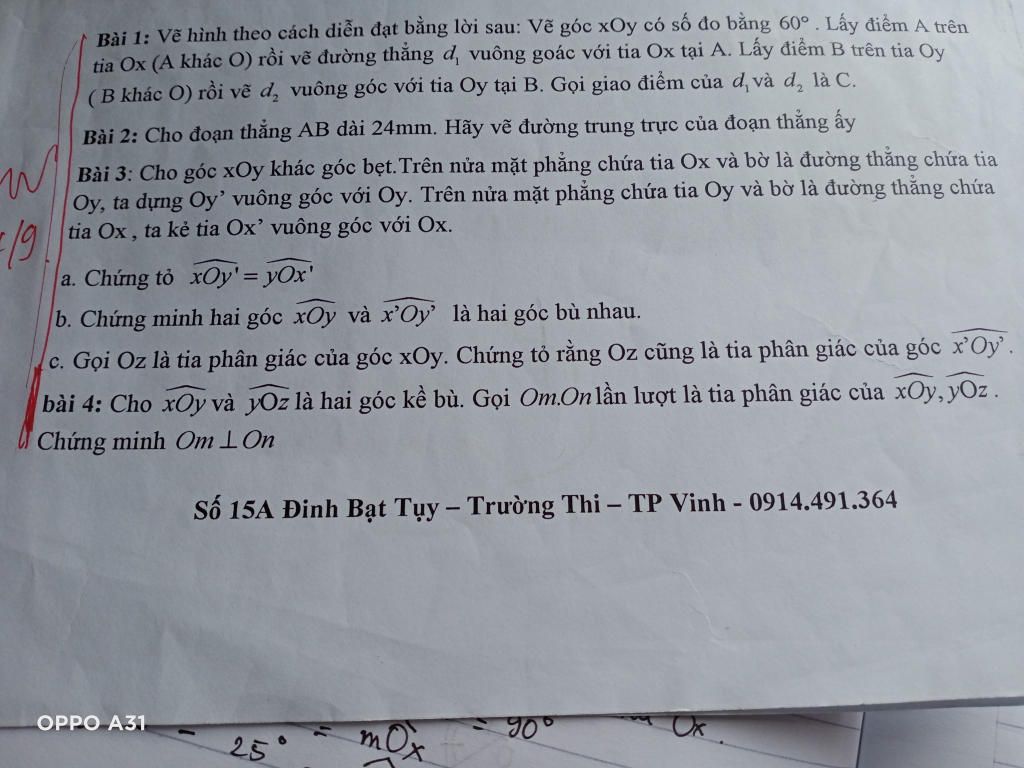 Bài 1: Vẽ hình theo cách diễn đạt bằng lời sau: Vẽ góc xOy có số đo bằng 60° . Lấy điểm A trên
tia Ox (A khác O) rồi vẽ đường thẳng d₁ vuông goác với tia Ox tại A. Lấy điểm B trên tia Oy
( B khác O) rồi vẽ d₂ vuông góc với tia Oy tại B. Gọi giao điểm của d₁ và d₂ là C.
Bài 2: Cho đoạn thẳng AB dài 24mm. Hãy vẽ đường trung trực của đoạn thẳng ấy
Bài 3: Cho góc xOy khác góc bẹt.Trên nửa mặt phẳng chứa tia Ox và bờ là đường thẳng chứa tia
Oy, ta dựng Oy’ vuông góc với Oy. Trên nửa mặt phẳng chứa tia Oy và bờ là đường thẳng chứa
tia Ox , ta kẻ tia Ox’ vuông góc với Ox.
/9
a. Chứng tỏ xOy' = yOx'
b. Chứng minh hai góc xOy và x’Oy’ là hai góc bù nhau.
c. Gọi Oz là tia phân giác của góc xOy. Chứng tỏ rằng Oz cũng là tia phân giác của góc x’Oy’.
bài 4: Cho xOy và yOz là hai góc kề bù. Gọi Om.On lần lượt là tia phân giác của xOy, yOz .
Chứng minh Om ⊥ On
Số 15A Đinh Bạt Tụy – Trường Thi – TP Vinh - 0914.491.364
OPPO A31
25° = mOx = 90° Ox.